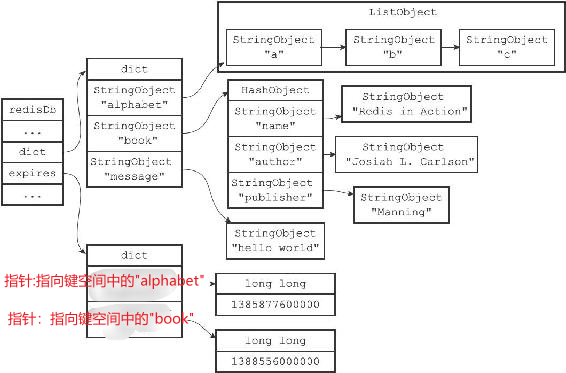 ListObject
StringObject
"a"
StringObject
"b"
StringObject
"c"
redisDb
...
dict
expires
...
dict
StringObject
"alphabet"
StringObject
"book"
StringObject
"message"
HashObject
StringObject
"name"
StringObject
"author"
StringObject
"publisher"
StringObject
"Redis in Action"
StringObject
"Josiah L. Carlson"
StringObject
"Manning"
StringObject
"hello world"
dict
指针:指向键空间中的"alphabet"
指针：指向键空间中的"book"
long long
1385877600000
long long
1388556000000